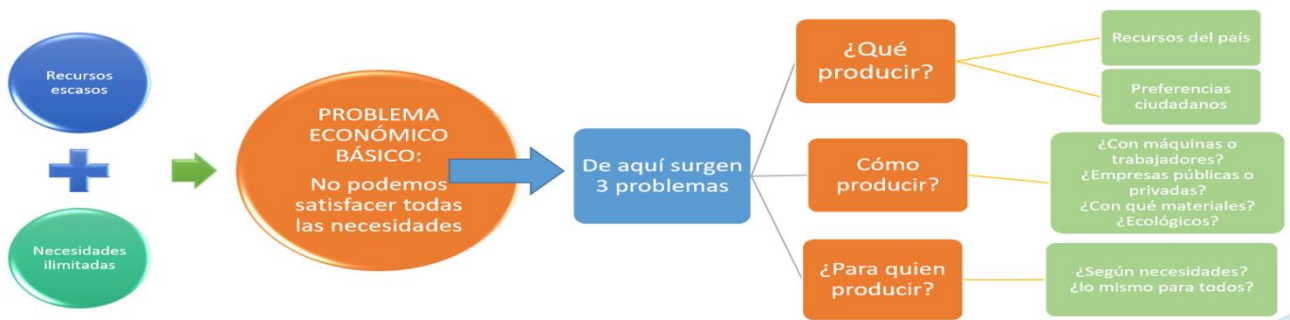 Recursos
escasos
Necesidades
ilimitadas
PROBLEMA
ECONÓMICO
BÁSICO:
No podemos
satisfacer todas
las necesidades
De aquí surgen
3 problemas
¿Qué
producir?
Recursos del país
Preferencias
ciudadanos
Cómo
producir?
¿Con máquinas o
trabajadores?
¿Empresas públicas o
privadas?
¿Con qué materiales?
¿Ecológicos?
¿Para quien
producir?
¿Según necesidades?
¿lo mismo para todos?